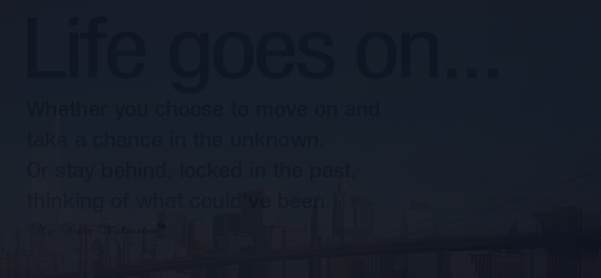 Life goes on...
Whether you choose to move on and
take a chance in the unknown.
Or stay behind, locked in the past,
thinking of what could've been.